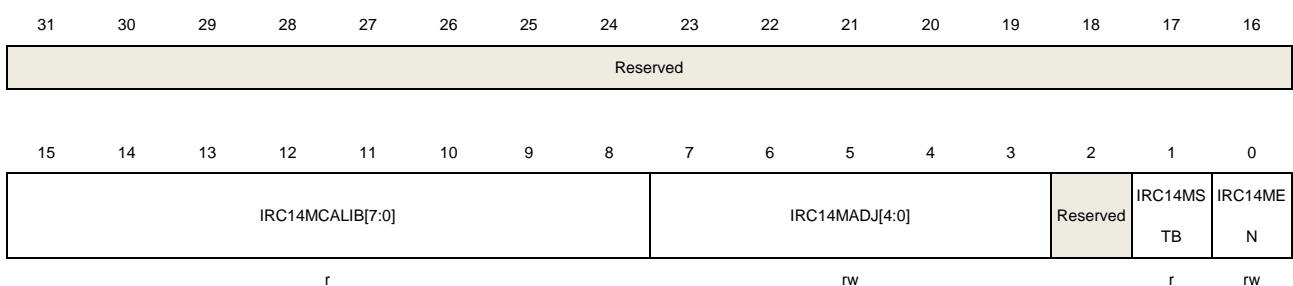 31 30 29 28 27 26 25 24 23 22 21 20 19 18 17 16
Reserved
15 14 13 12 11 10 9 8 7 6 5 4 3 2 1 0
IRC14MCALIB[7:0] IRC14MADJ[4:0] Reserved IRC14MS IRC14ME
TB N
r rw r rw